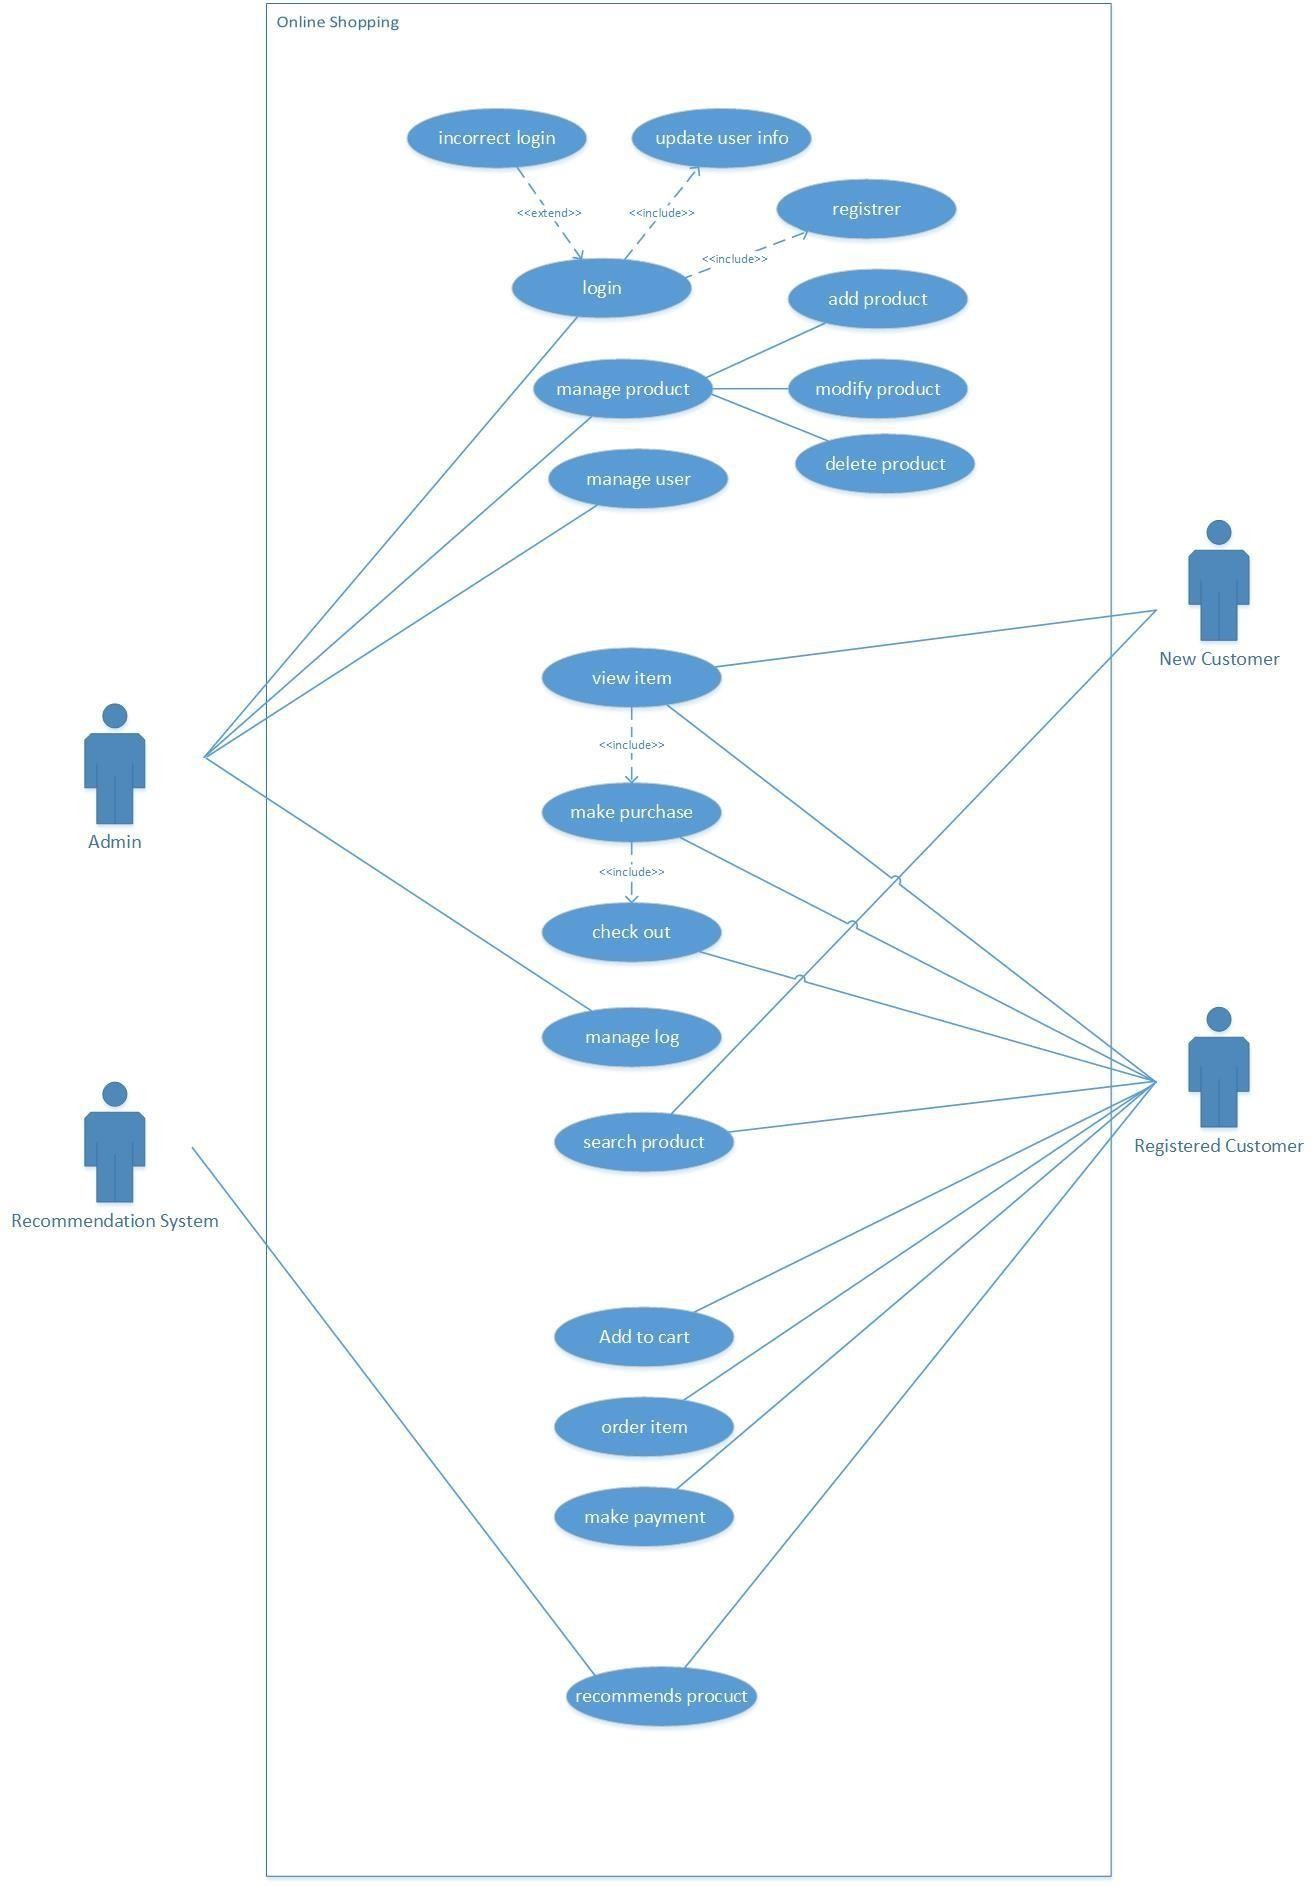 Online Shopping
incorrect login
update user info
registrer
<<extend>>
<<include>>
<<include>>
login
add product
manage product
modify product
delete product
manage user
New Customer
view item
<<include>>
make purchase
Admin
<<include>>
check out
manage log
search product
Registered Customer
Recommendation System
Add to cart
order item
make payment
recommends procuct